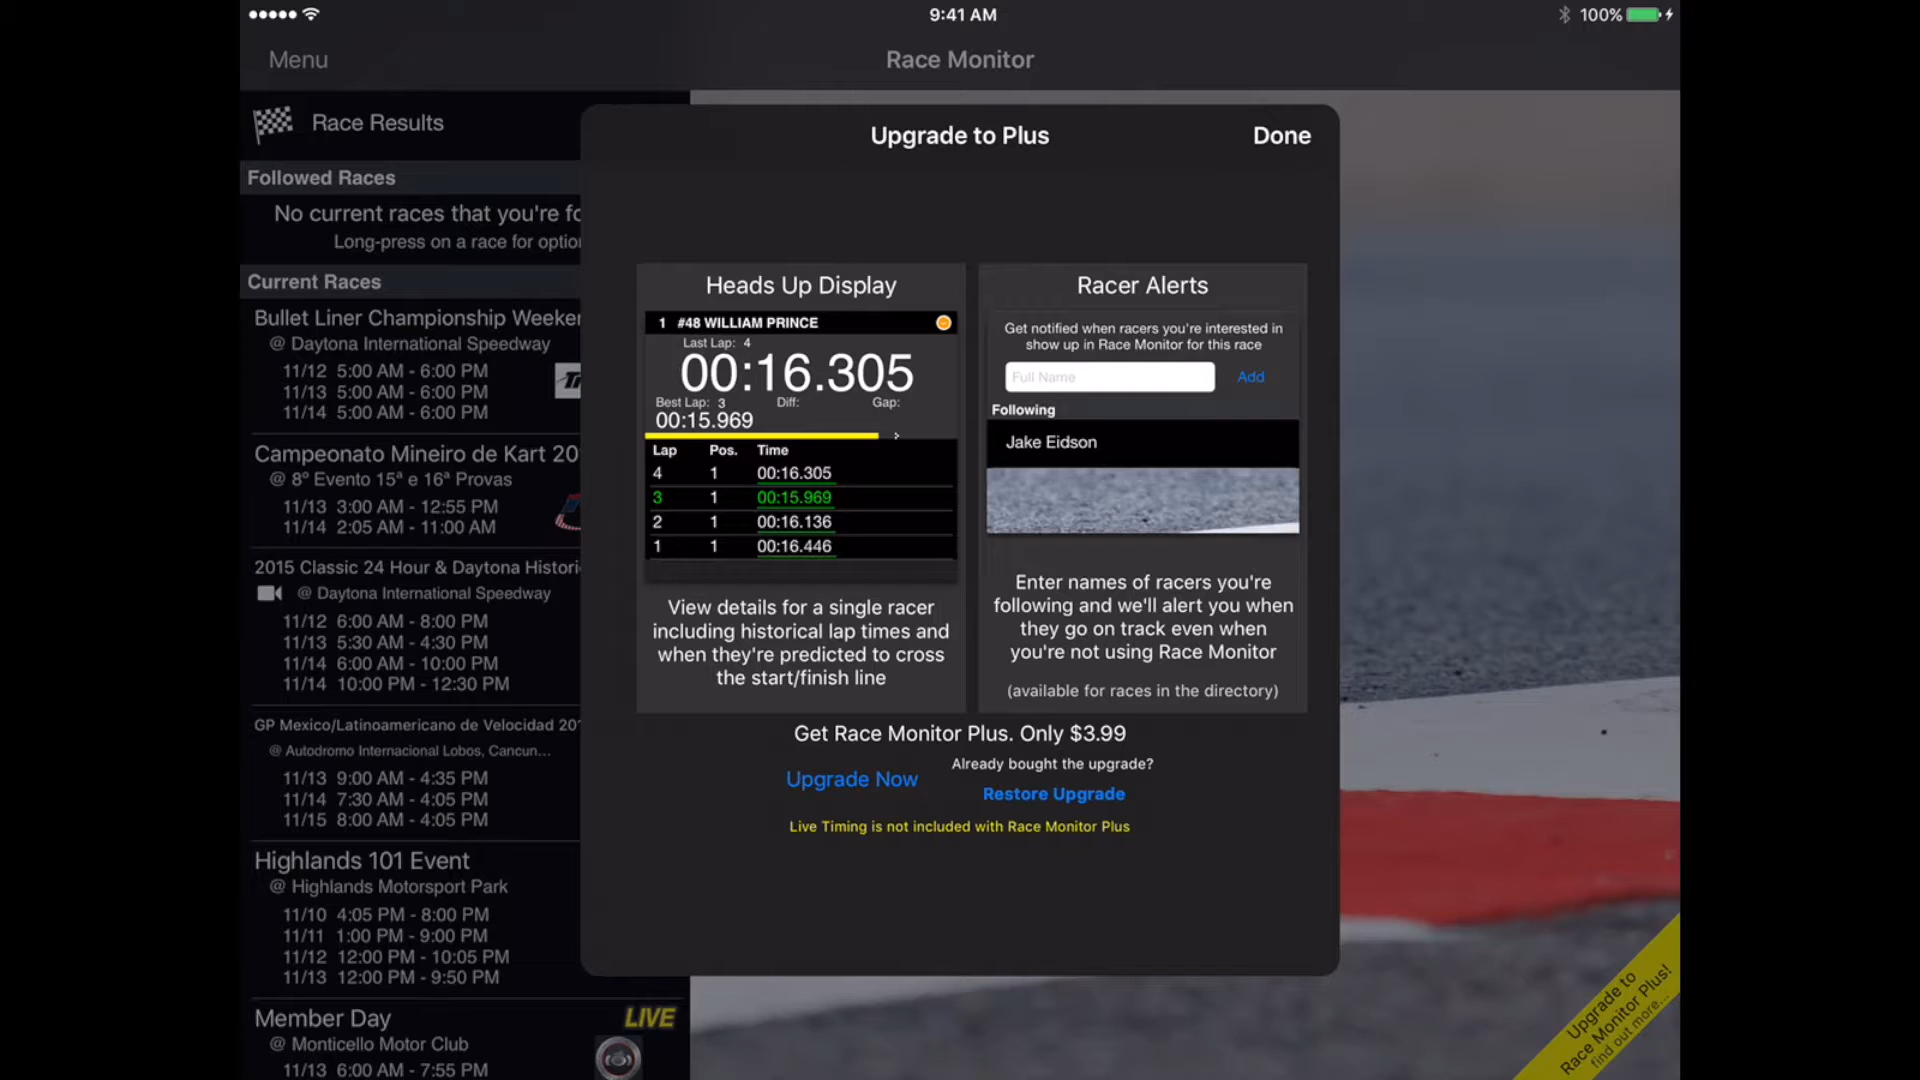 9:41 AM
100%
Menu
Race Monitor
Race Results
Followed Races
No current races that you're fo
Long-press on a race for option
Current Races
Bullet Liner Championship Weeken
@ Daytona International Speedway
11/12 5:00 AM - 6:00 PM
11/13 5:00 AM - 6:00 PM
11/14 5:00 AM - 6:00 PM
Campeonato Mineiro de Kart 20
@ 8º Evento 15ª e 16ª Provas
11/13 3:00 AM - 12:55 PM
11/14 2:05 AM - 11:00 AM
2015 Classic 24 Hour & Daytona Histori
@ Daytona International Speedway
11/12 6:00 AM - 8:00 PM
11/13 5:30 AM - 4:30 PM
11/14 6:00 AM - 10:00 PM
11/14 10:00 PM - 12:30 PM
GP Mexico/Latinoamericano de Velocidad 20
@ Autodromo Internacional Lobos, Cancun...
11/13 9:00 AM - 4:35 PM
11/14 7:30 AM - 4:05 PM
11/15 8:00 AM - 4:05 PM
Highlands 101 Event
@ Highlands Motorsport Park
11/10 4:05 PM - 8:00 PM
11/11 1:00 PM - 9:00 PM
11/12 12:00 PM - 10:05 PM
11/13 12:00 PM - 9:50 PM
Member Day
LIVE
@ Monticello Motor Club
11/13 6:00 AM - 7:55 PM
Upgrade to Plus
Done
Heads Up Display
1 #48 WILLIAM PRINCE
Last Lap: 4
00:16.305
Best Lap: 3 Diff: Gap:
00:15.969
Lap Pos. Time
4 1 00:16.305
3 1 00:15.969
2 1 00:16.136
1 1 00:16.446
View details for a single racer
including historical lap times and
when they're predicted to cross
the start/finish line
Racer Alerts
Get notified when racers you're interested in
show up in Race Monitor for this race
Full Name
Add
Following
Jake Eidson
Enter names of racers you're
following and we'll alert you when
they go on track even when
you're not using Race Monitor
(available for races in the directory)
Get Race Monitor Plus. Only $3.99
Upgrade Now
Already bought the upgrade?
Restore Upgrade
Live Timing is not included with Race Monitor Plus
Upgrade to
Race Monitor Plus!
find out more...